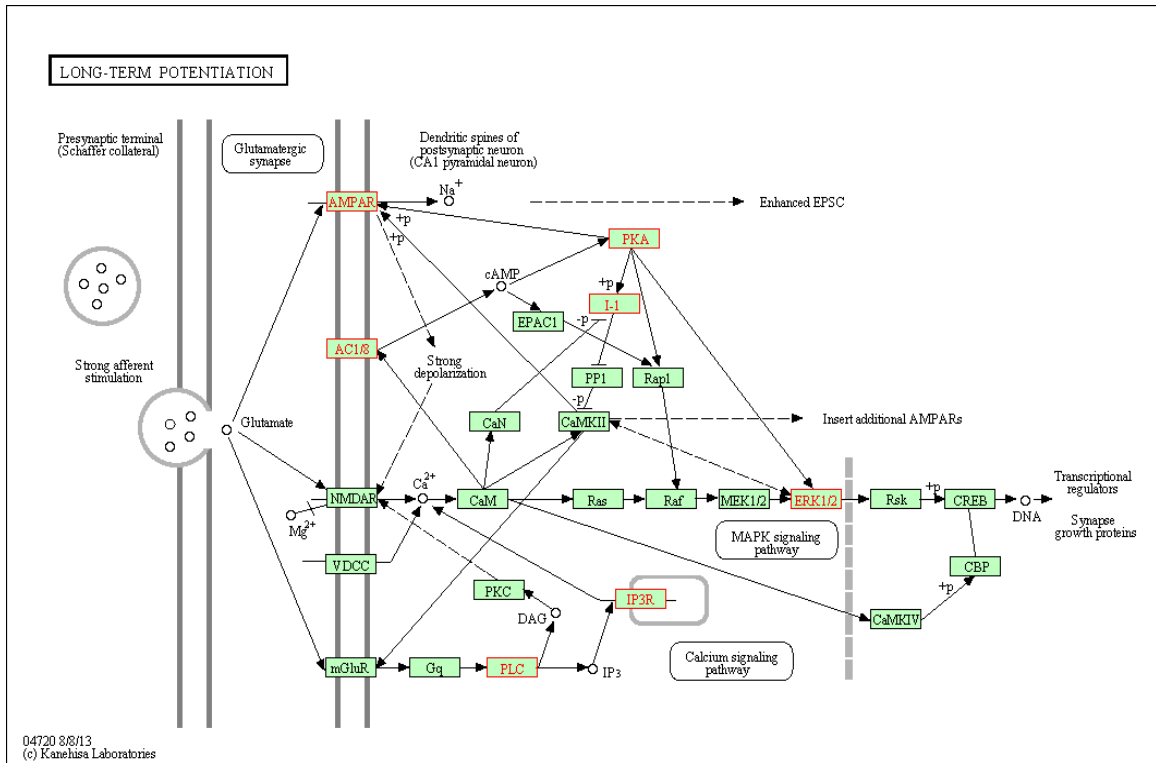 LONG-TERM POTENTIATION
Presynaptic terminal
(Schaffer collateral)
Glutamatergic
synapse
Dendritic spines of
postsynaptic neuron
(CA1 pyramidal neuron)
AMPAR
Na+
Enhanced EPSC
+p
+p
PKA
cAMP
+p
I-1
EPAC1
-p
AC1/8
Strong afferent
stimulation
Strong
depolarization
PP1
Rap1
-p
Glutamate
CaN
CaMKII
Insert additional AMPARs
Ca2+
NMDAR
CaM
Ras
Raf
MEK1/2
ERK1/2
Rsk
+p
CREB
DNA
Transcriptional
regulators
Mg2+
MAPK signaling
pathway
Synapse
growth proteins
VDCC
CBP
PKC
IP3R
+p
DAG
CaMKIV
mGluR
Gq
PLC
IP3
Calcium signaling
pathway
04720 8/8/13
(c) Kanehisa Laboratories